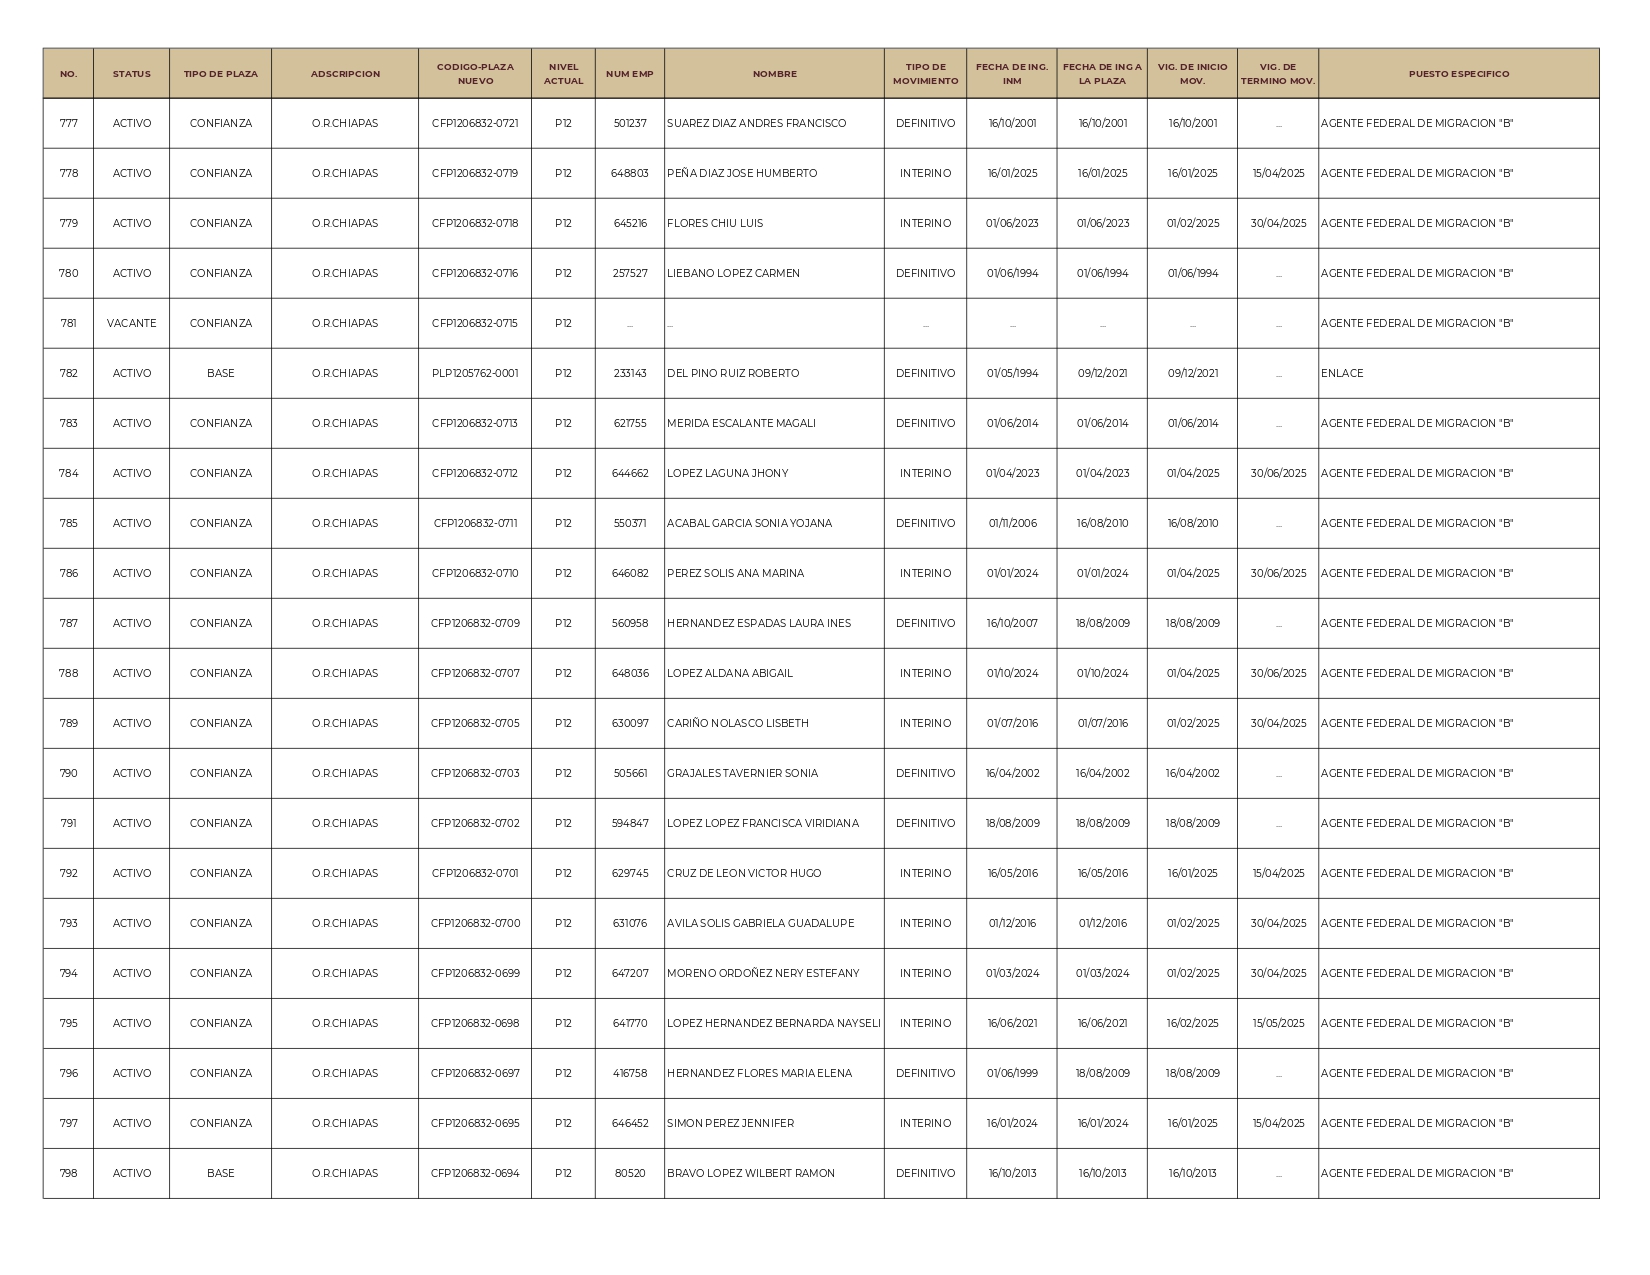 NO. STATUS TIPO DE PLAZA ADSCRIPCION CODIGO-PLAZA NUEVO NIVEL ACTUAL NUM EMP NOMBRE TIPO DE MOVIMIENTO FECHA DE ING. INM FECHA DE ING A LA PLAZA VIG. DE INICIO MOV. VIG. DE TERMINO MOV. PUESTO ESPECIFICO
777 ACTIVO CONFIANZA O.R.CHIAPAS CFP1206832-0721 P12 501237 SUAREZ DIAZ ANDRES FRANCISCO DEFINITIVO 16/10/2001 16/10/2001 16/10/2001 ... AGENTE FEDERAL DE MIGRACION "B"
778 ACTIVO CONFIANZA O.R.CHIAPAS CFP1206832-0719 P12 648803 PEÑA DIAZ JOSE HUMBERTO INTERINO 16/01/2025 16/01/2025 16/01/2025 15/04/2025 AGENTE FEDERAL DE MIGRACION "B"
779 ACTIVO CONFIANZA O.R.CHIAPAS CFP1206832-0718 P12 645216 FLORES CHIU LUIS INTERINO 01/06/2023 01/06/2023 01/02/2025 30/04/2025 AGENTE FEDERAL DE MIGRACION "B"
780 ACTIVO CONFIANZA O.R.CHIAPAS CFP1206832-0716 P12 257527 LIEBANO LOPEZ CARMEN DEFINITIVO 01/06/1994 01/06/1994 01/06/1994 ... AGENTE FEDERAL DE MIGRACION "B"
781 VACANTE CONFIANZA O.R.CHIAPAS CFP1206832-0715 P12 ... ... ... ... ... ... ... AGENTE FEDERAL DE MIGRACION "B"
782 ACTIVO BASE O.R.CHIAPAS PLP1205762-0001 P12 233143 DEL PINO RUIZ ROBERTO DEFINITIVO 01/05/1994 09/12/2021 09/12/2021 ... ENLACE
783 ACTIVO CONFIANZA O.R.CHIAPAS CFP1206832-0713 P12 621755 MERIDA ESCALANTE MAGALI DEFINITIVO 01/06/2014 01/06/2014 01/06/2014 ... AGENTE FEDERAL DE MIGRACION "B"
784 ACTIVO CONFIANZA O.R.CHIAPAS CFP1206832-0712 P12 644662 LOPEZ LAGUNA JHONY INTERINO 01/04/2023 01/04/2023 01/04/2025 30/06/2025 AGENTE FEDERAL DE MIGRACION "B"
785 ACTIVO CONFIANZA O.R.CHIAPAS CFP1206832-0711 P12 550371 ACABAL GARCIA SONIA YOJANA DEFINITIVO 01/11/2006 16/08/2010 16/08/2010 ... AGENTE FEDERAL DE MIGRACION "B"
786 ACTIVO CONFIANZA O.R.CHIAPAS CFP1206832-0710 P12 646082 PEREZ SOLIS ANA MARINA INTERINO 01/01/2024 01/01/2024 01/04/2025 30/06/2025 AGENTE FEDERAL DE MIGRACION "B"
787 ACTIVO CONFIANZA O.R.CHIAPAS CFP1206832-0709 P12 560958 HERNANDEZ ESPADAS LAURA INES DEFINITIVO 16/10/2007 18/08/2009 18/08/2009 ... AGENTE FEDERAL DE MIGRACION "B"
788 ACTIVO CONFIANZA O.R.CHIAPAS CFP1206832-0707 P12 648036 LOPEZ ALDANA ABIGAIL INTERINO 01/10/2024 01/10/2024 01/04/2025 30/06/2025 AGENTE FEDERAL DE MIGRACION "B"
789 ACTIVO CONFIANZA O.R.CHIAPAS CFP1206832-0705 P12 630097 CARIÑO NOLASCO LISBETH INTERINO 01/07/2016 01/07/2016 01/02/2025 30/04/2025 AGENTE FEDERAL DE MIGRACION "B"
790 ACTIVO CONFIANZA O.R.CHIAPAS CFP1206832-0703 P12 505661 GRAJALES TAVERNIER SONIA DEFINITIVO 16/04/2002 16/04/2002 16/04/2002 ... AGENTE FEDERAL DE MIGRACION "B"
791 ACTIVO CONFIANZA O.R.CHIAPAS CFP1206832-0702 P12 594847 LOPEZ LOPEZ FRANCISCA VIRIDIANA DEFINITIVO 18/08/2009 18/08/2009 18/08/2009 ... AGENTE FEDERAL DE MIGRACION "B"
792 ACTIVO CONFIANZA O.R.CHIAPAS CFP1206832-0701 P12 629745 CRUZ DE LEON VICTOR HUGO INTERINO 16/05/2016 16/05/2016 16/01/2025 15/04/2025 AGENTE FEDERAL DE MIGRACION "B"
793 ACTIVO CONFIANZA O.R.CHIAPAS CFP1206832-0700 P12 631076 AVILA SOLIS GABRIELA GUADALUPE INTERINO 01/12/2016 01/12/2016 01/02/2025 30/04/2025 AGENTE FEDERAL DE MIGRACION "B"
794 ACTIVO CONFIANZA O.R.CHIAPAS CFP1206832-0699 P12 647207 MORENO ORDOÑEZ NERY ESTEFANY INTERINO 01/03/2024 01/03/2024 01/02/2025 30/04/2025 AGENTE FEDERAL DE MIGRACION "B"
795 ACTIVO CONFIANZA O.R.CHIAPAS CFP1206832-0698 P12 641770 LOPEZ HERNANDEZ BERNARDA NAYSELI INTERINO 16/06/2021 16/06/2021 16/02/2025 15/05/2025 AGENTE FEDERAL DE MIGRACION "B"
796 ACTIVO CONFIANZA O.R.CHIAPAS CFP1206832-0697 P12 416758 HERNANDEZ FLORES MARIA ELENA DEFINITIVO 01/06/1999 18/08/2009 18/08/2009 ... AGENTE FEDERAL DE MIGRACION "B"
797 ACTIVO CONFIANZA O.R.CHIAPAS CFP1206832-0695 P12 646452 SIMON PEREZ JENNIFER INTERINO 16/01/2024 16/01/2024 16/01/2025 15/04/2025 AGENTE FEDERAL DE MIGRACION "B"
798 ACTIVO BASE O.R.CHIAPAS CFP1206832-0694 P12 80520 BRAVO LOPEZ WILBERT RAMON DEFINITIVO 16/10/2013 16/10/2013 16/10/2013 ... AGENTE FEDERAL DE MIGRACION "B"